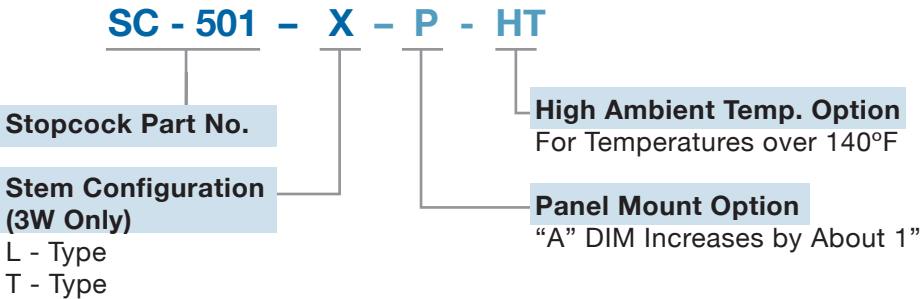 SC - 501 – X – P - HT
Stopcock Part No.
Stem Configuration
(3W Only)
L - Type
T - Type
High Ambient Temp. Option
For Temperatures over 140ºF
Panel Mount Option
“A” DIM Increases by About 1”